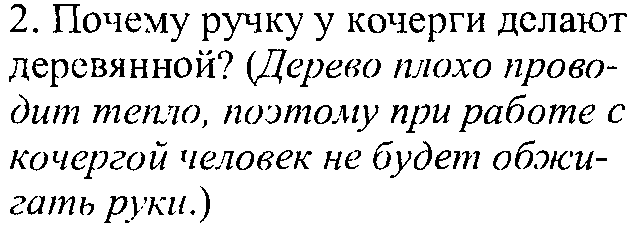 2. Почему ручку у кочерги делают
деревянной? (Дерево плохо прово-
дит тепло, поэтому при работе с
кочергой человек не будет обжи-
гать руки.)